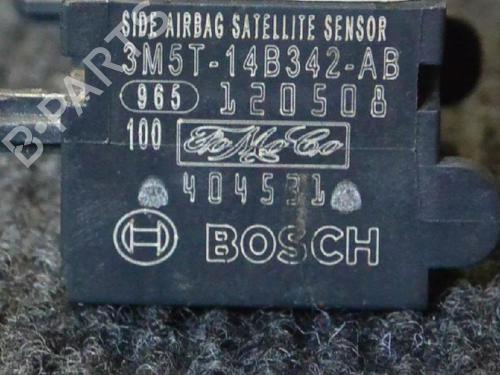 SIDE AIRBAG SATELLITE SENSOR
3M5T-14B342-AB
965 120508
100 FoMoCo
404531
BOSCH
B-PARTS